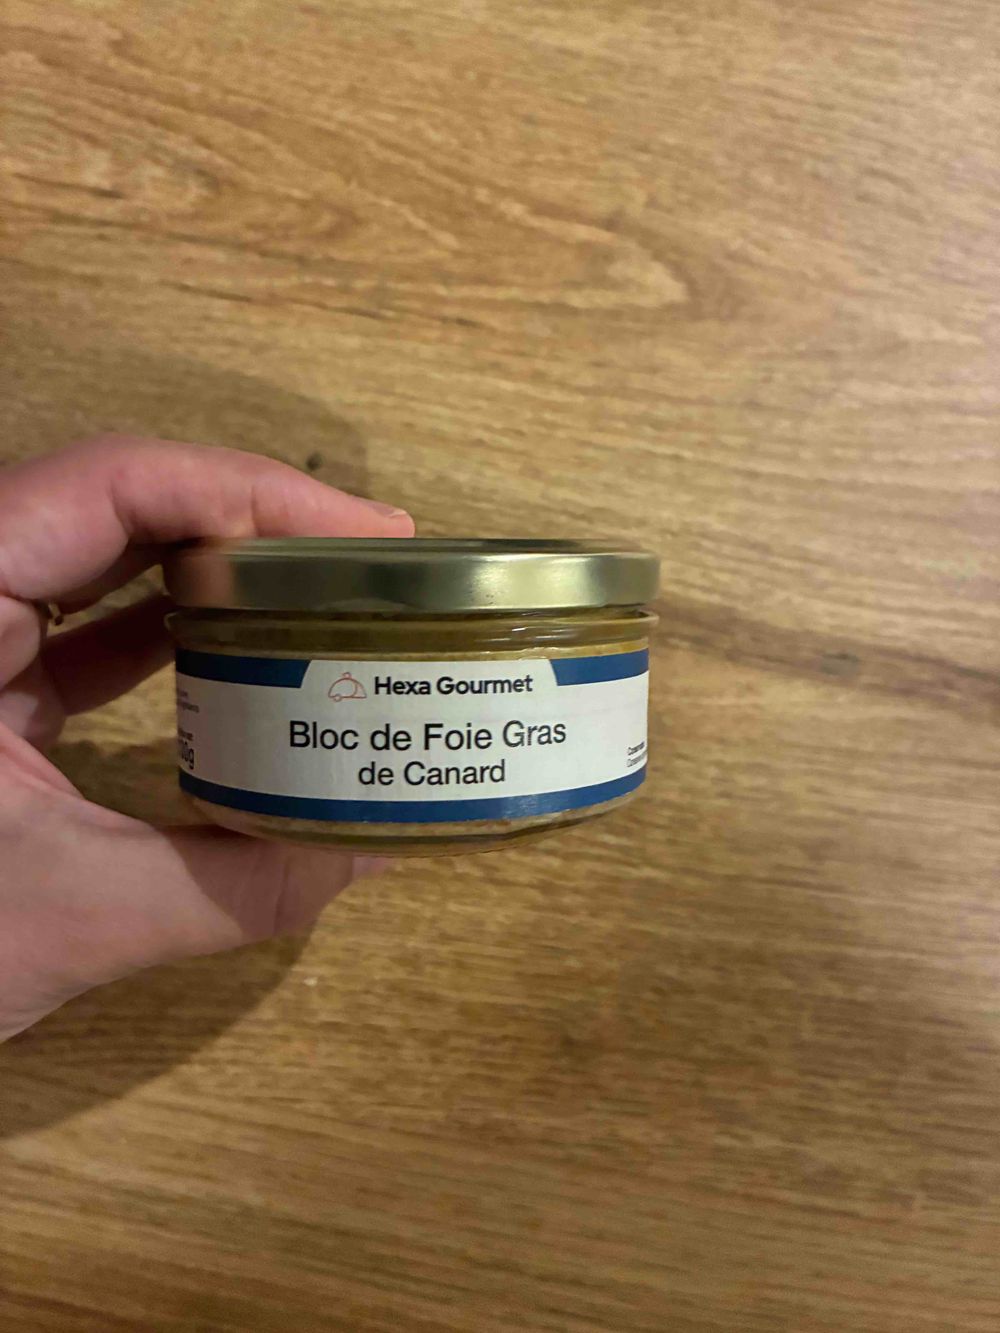 Hexa Gourmet
Bloc de Foie Gras
de Canard